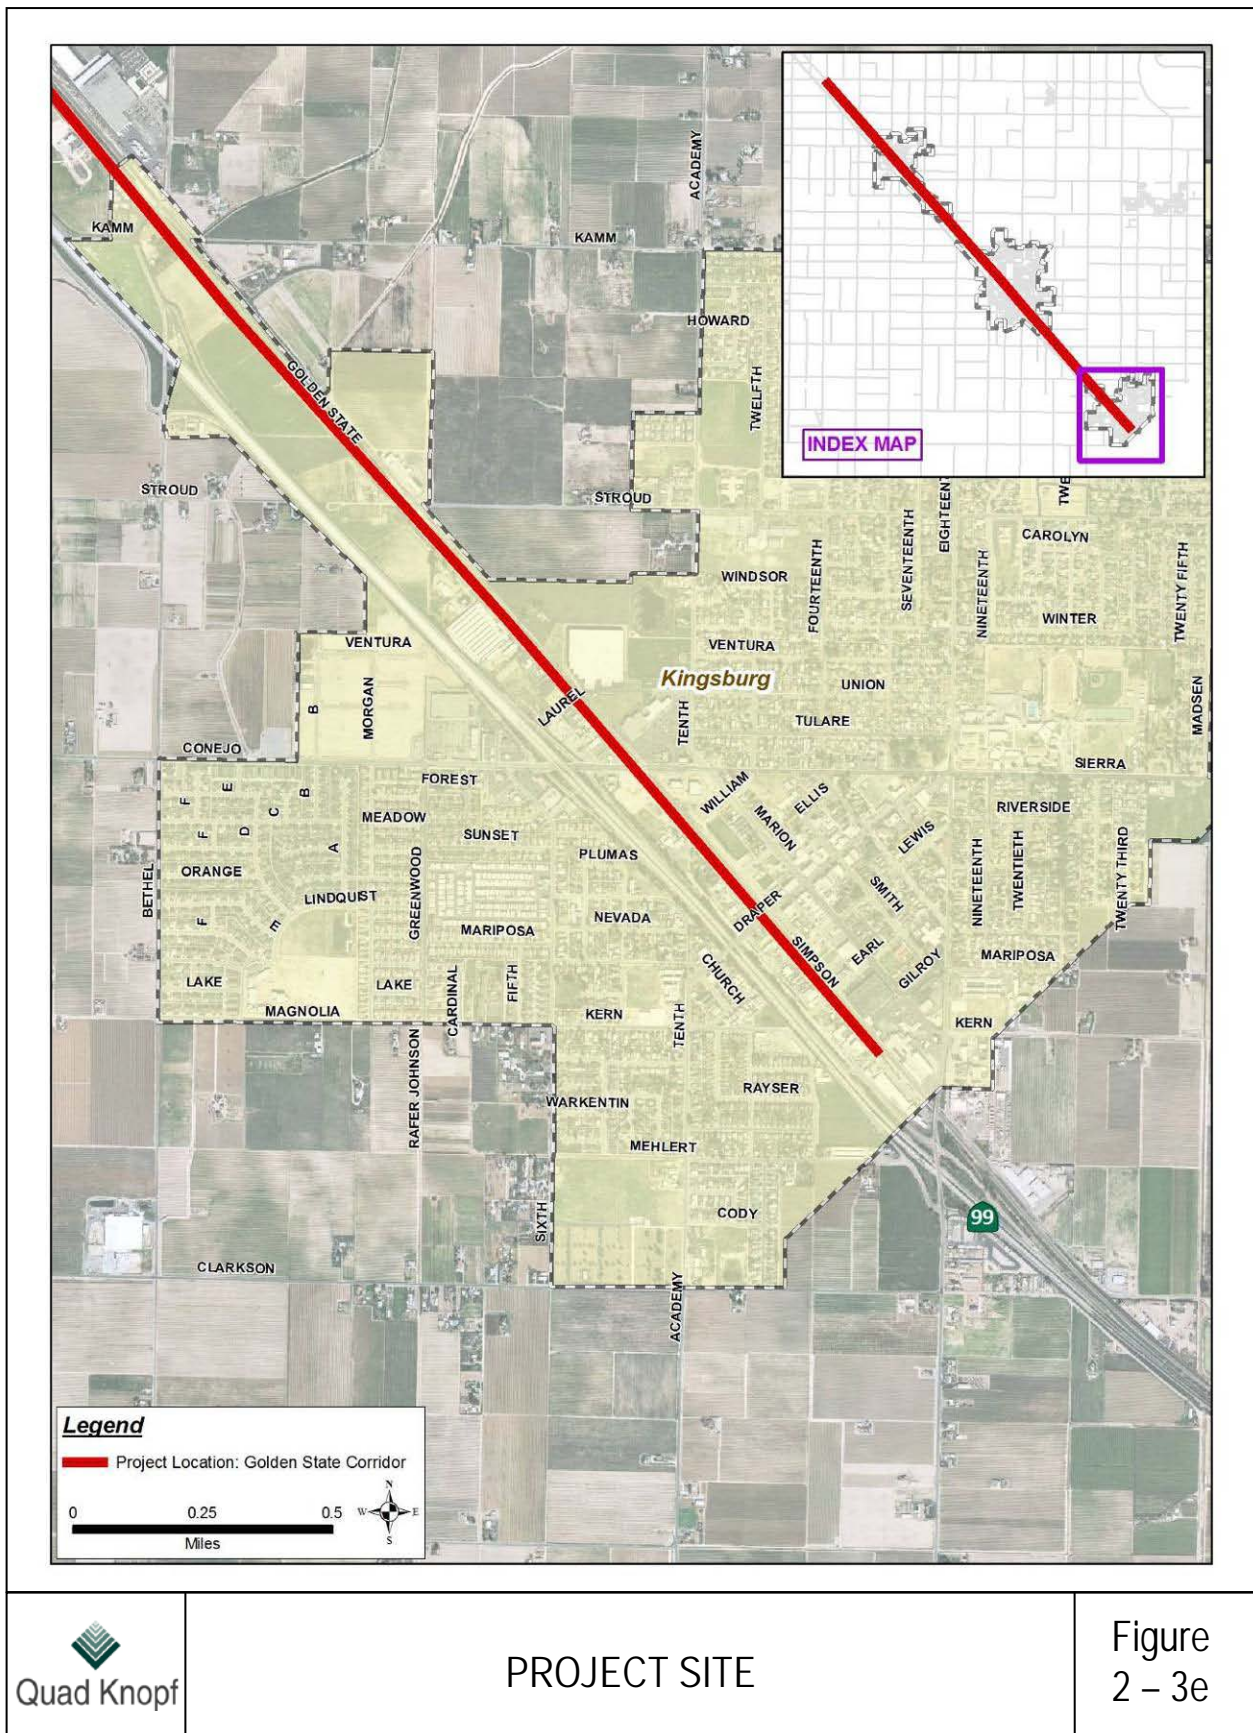 ACADEMY
KAMM
KAMM
HOWARD
TWELFTH
GOLDEN STATE
INDEX MAP
STROUD
STROUD
EIGHTEENT
TWE
CAROLYN
FOURTEENTH
SEVENTEENTH
NINETEENTH
TWENTY FIFTH
WINDSOR
WINTER
VENTURA
VENTURA
Kingsburg
UNION
MORGAN
B
LAUREL
TENTH
TULARE
MADSEN
CONEJO
SIERRA
FOREST
WILLIAM
ELLIS
RIVERSIDE
F
E
C
B
MEADOW
MARION
F
D
SUNSET
LEWIS
A
PLUMAS
BETHEL
ORANGE
GREENWOOD
SMITH
NINETEENTH
TWENTIETH
TWENTY THIRD
LINDQUIST
DRAPER
F
E
NEVADA
MARIPOSA
SIMPSON
EARL
GILROY
MARIPOSA
LAKE
LAKE
CARDINAL
FIFTH
CHURCH
MAGNOLIA
KERN
TENTH
KERN
RAFER JOHNSON
RAYSER
WARKENTIN
MEHLERT
SIXTH
CODY
99
CLARKSON
ACADEMY
Legend
Project Location: Golden State Corridor
0 0.25 0.5
Miles
N
W E
S
Quad Knopf
PROJECT SITE
Figure
2 – 3e